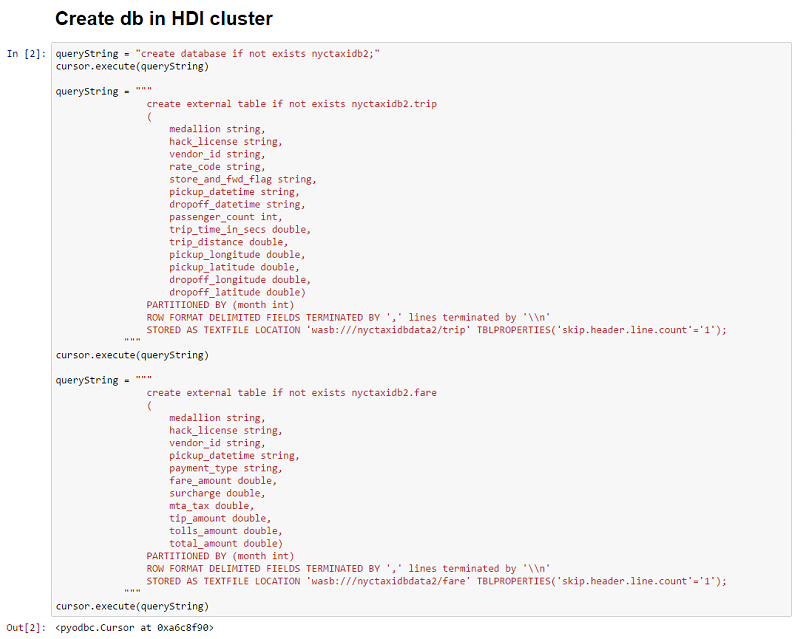 Create db in HDI cluster
In [2]: queryString = "create database if not exists nyctaxidb2;"
cursor.execute(queryString)
queryString = """
create external table if not exists nyctaxidb2.trip
(
medallion string,
hack_license string,
vendor_id string,
rate_code string,
store_and_fwd_flag string,
pickup_datetime string,
dropoff_datetime string,
passenger_count int,
trip_time_in_secs double,
trip_distance double,
pickup_longitude double,
pickup_latitude double,
dropoff_longitude double,
dropoff_latitude double)
PARTITIONED BY (month int)
ROW FORMAT DELIMITED FIELDS TERMINATED BY ',' lines terminated by '\\n'
STORED AS TEXTFILE LOCATION 'wasb:///nyctaxidbdata2/trip' TBLPROPERTIES('skip.header.line.count'='1');
"""
cursor.execute(queryString)
queryString = """
create external table if not exists nyctaxidb2.fare
(
medallion string,
hack_license string,
vendor_id string,
pickup_datetime string,
payment_type string,
fare_amount double,
surcharge double,
mta_tax double,
tip_amount double,
tolls_amount double,
total_amount double)
PARTITIONED BY (month int)
ROW FORMAT DELIMITED FIELDS TERMINATED BY ',' lines terminated by '\\n'
STORED AS TEXTFILE LOCATION 'wasb:///nyctaxidbdata2/fare' TBLPROPERTIES('skip.header.line.count'='1');
"""
cursor.execute(queryString)
Out[2]: <pyodbc.Cursor at 0xa6c8f90>